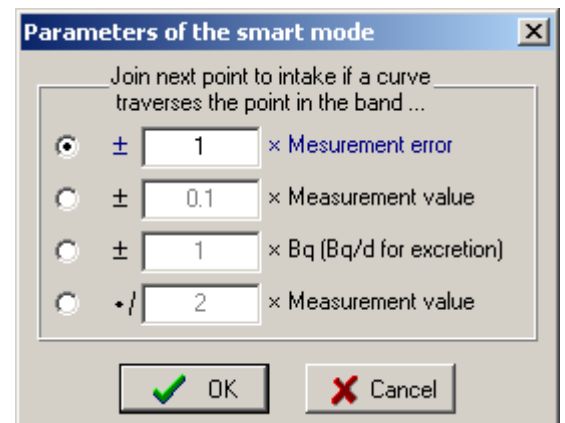 Parameters of the smart mode
Join next point to intake if a curve
traverses the point in the band ...
± 1 × Mesurement error
± 0.1 × Measurement value
± 1 × Bq (Bq/d for excretion)
•/ 2 × Measurement value
OK Cancel